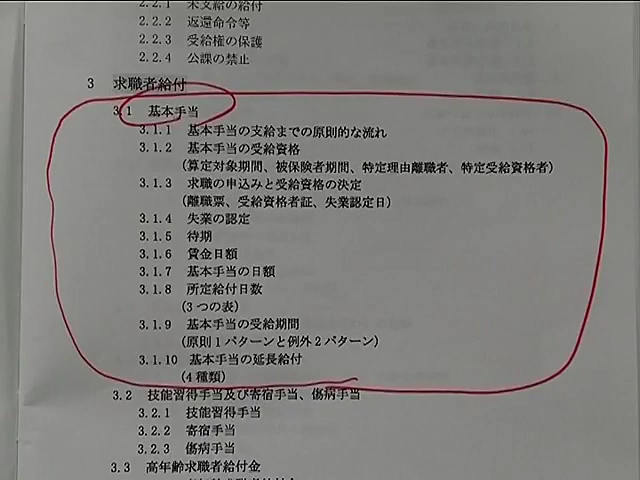 2.2.1 未支給の給付
2.2.2 返還命令等
2.2.3 受給権の保護
2.2.4 公課の禁止
3 求職者給付
3.1 基本手当
3.1.1 基本手当の支給までの原則的な流れ
3.1.2 基本手当の受給資格
(算定対象期間、被保険者期間、特定理由離職者、特定受給資格者)
3.1.3 求職の申込みと受給資格の決定
(離職票、受給資格者証、失業認定日)
3.1.4 失業の認定
3.1.5 待期
3.1.6 賃金日額
3.1.7 基本手当の日額
3.1.8 所定給付日数
(3つの表)
3.1.9 基本手当の受給期間
(原則1パターンと例外2パターン)
3.1.10 基本手当の延長給付
(4種類)
3.2 技能習得手当及び寄宿手当、傷病手当
3.2.1 技能習得手当
3.2.2 寄宿手当
3.2.3 傷病手当
3.3 高年齢求職者給付金